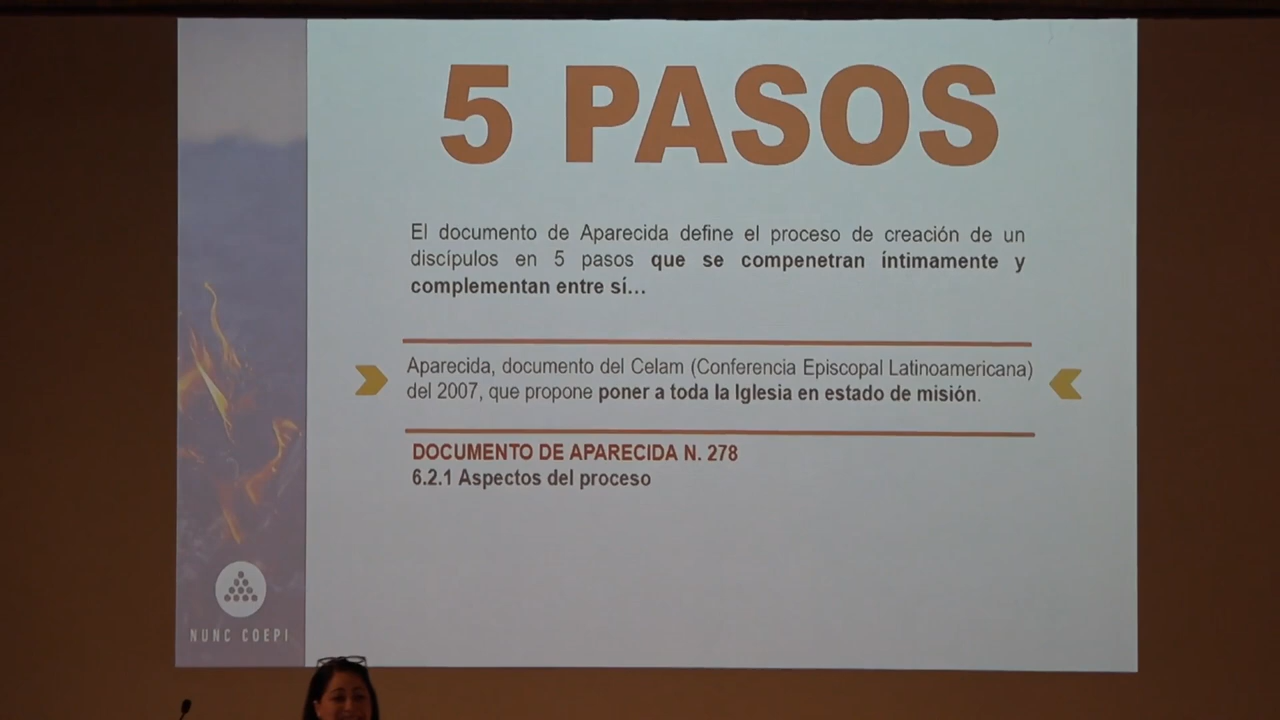 5 PASOS
El documento de Aparecida define el proceso de creación de un
discípulos en 5 pasos que se compenetran íntimamente y
complementan entre sí...
Aparecida, documento del Celam (Conferencia Episcopal Latinoamericana)
del 2007, que propone poner a toda la Iglesia en estado de misión.
DOCUMENTO DE APARECIDA N. 278
6.2.1 Aspectos del proceso
NUNC COEPI